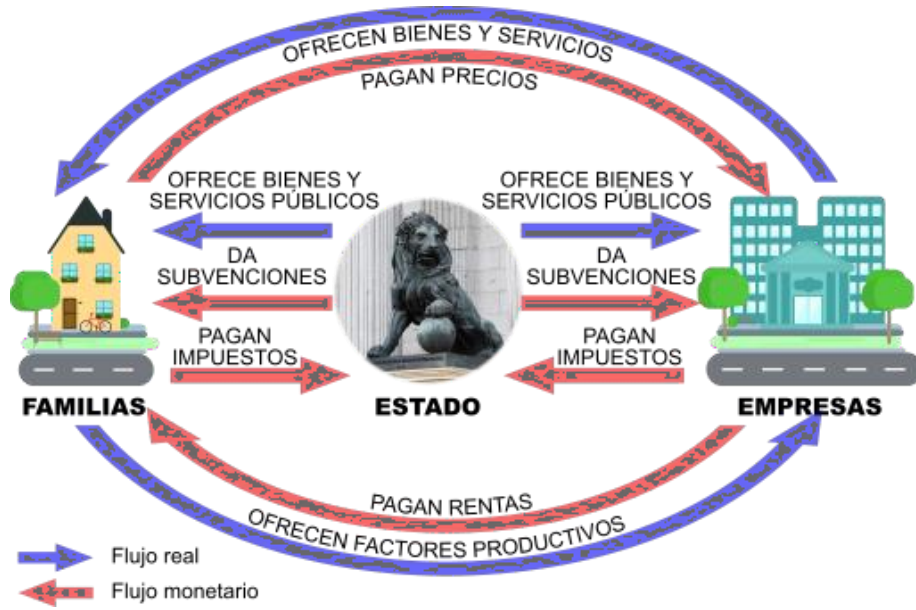 OFRECEN BIENES Y SERVICIOS
PAGAN PRECIOS
OFRECE BIENES Y
SERVICIOS PÚBLICOS
OFRECE BIENES Y
SERVICIOS PÚBLICOS
DA
SUBVENCIONES
DA
SUBVENCIONES
PAGAN
IMPUESTOS
PAGAN
IMPUESTOS
FAMILIAS
ESTADO
EMPRESAS
PAGAN RENTAS
OFRECEN FACTORES PRODUCTIVOS
Flujo real
Flujo monetario